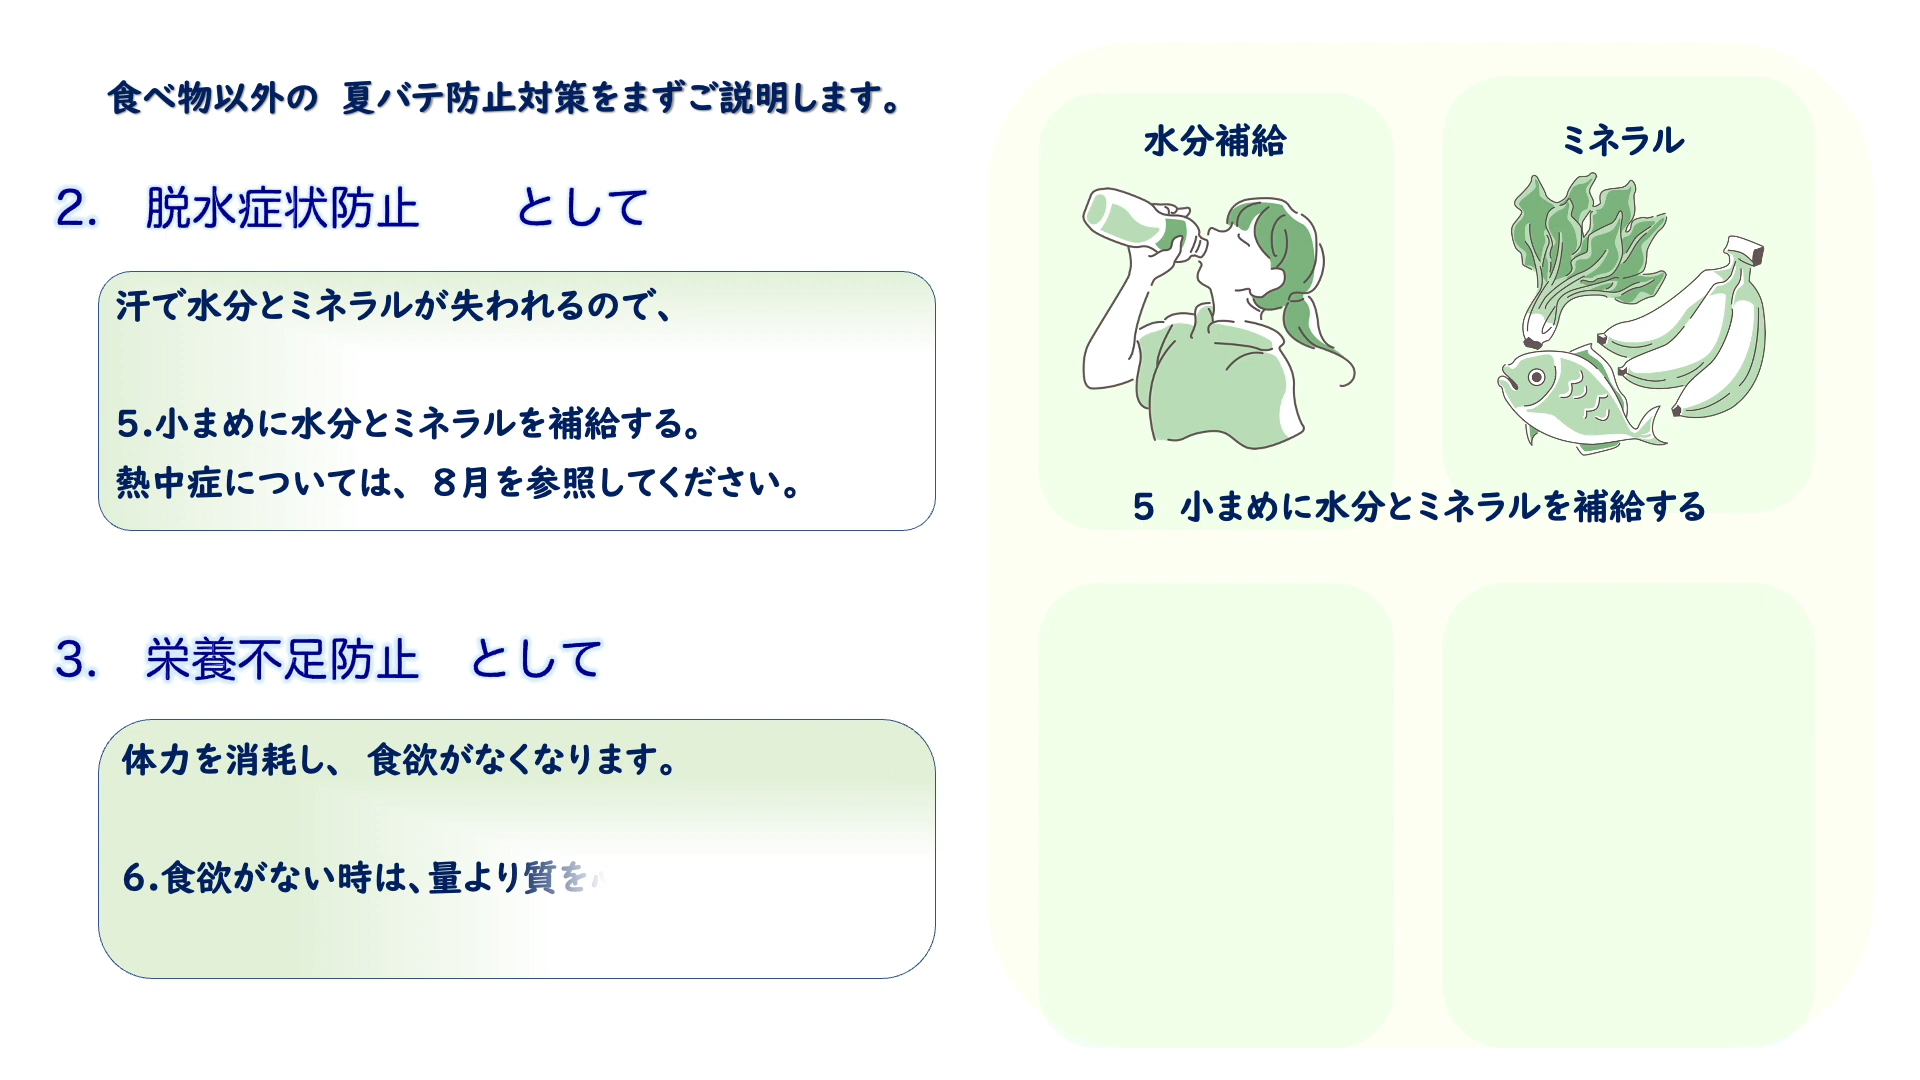 食べ物以外の 夏バテ防止対策をまずご説明します。
2. 脱水症状防止 として
汗で水分とミネラルが失われるので、
5.小まめに水分とミネラルを補給する。
熱中症については、8月を参照してください。
3. 栄養不足防止 として
体力を消耗し、 食欲がなくなります。
6.食欲がない時は、量より質を
水分補給
ミネラル
5 小まめに水分とミネラルを補給する